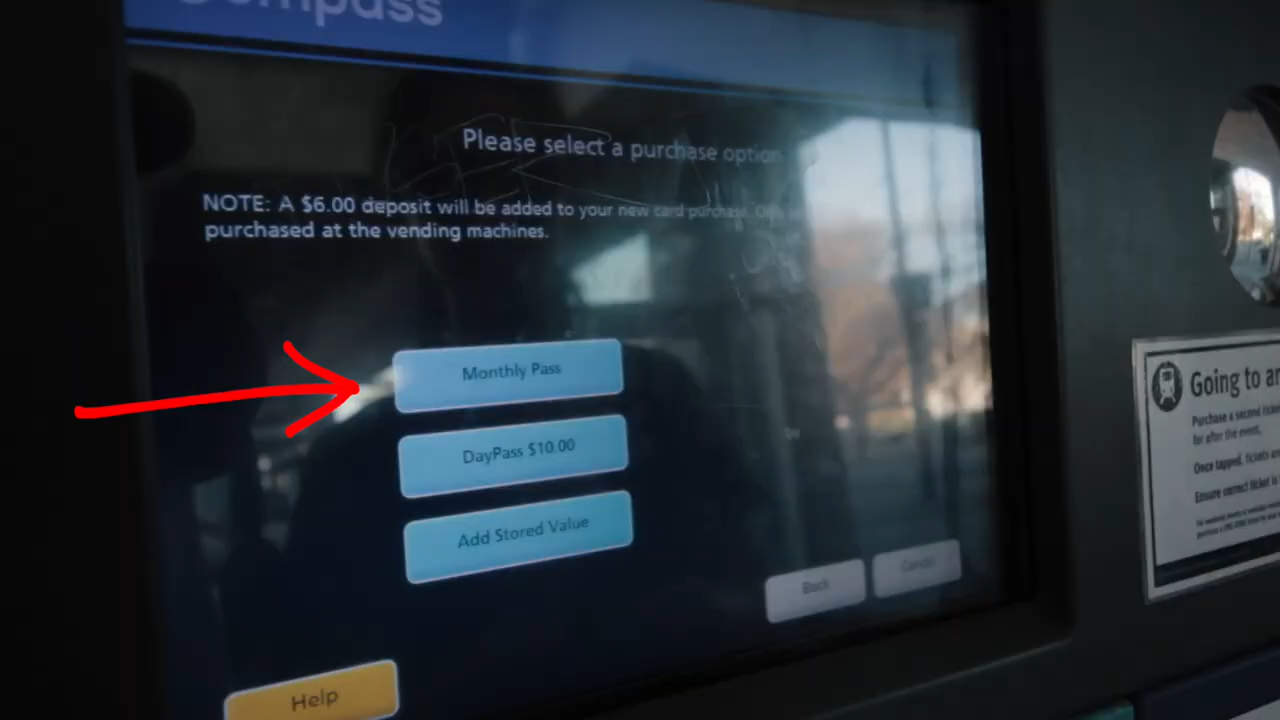 Compass
Please select a purchase option
NOTE: A $6.00 deposit will be added to your new card purchase.
purchased at the vending machines.
Monthly Pass
DayPass $10.00
Add Stored Value
Back
Cancel
Help
Going to an
Purchase a second
for after the event.
Once tapped, tickets
Ensure correct ticket is